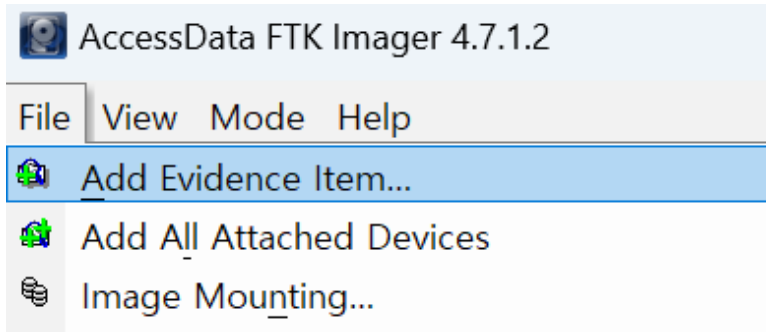 AccessData FTK Imager 4.7.1.2
File View Mode Help
Add Evidence Item...
Add All Attached Devices
Image Mounting...